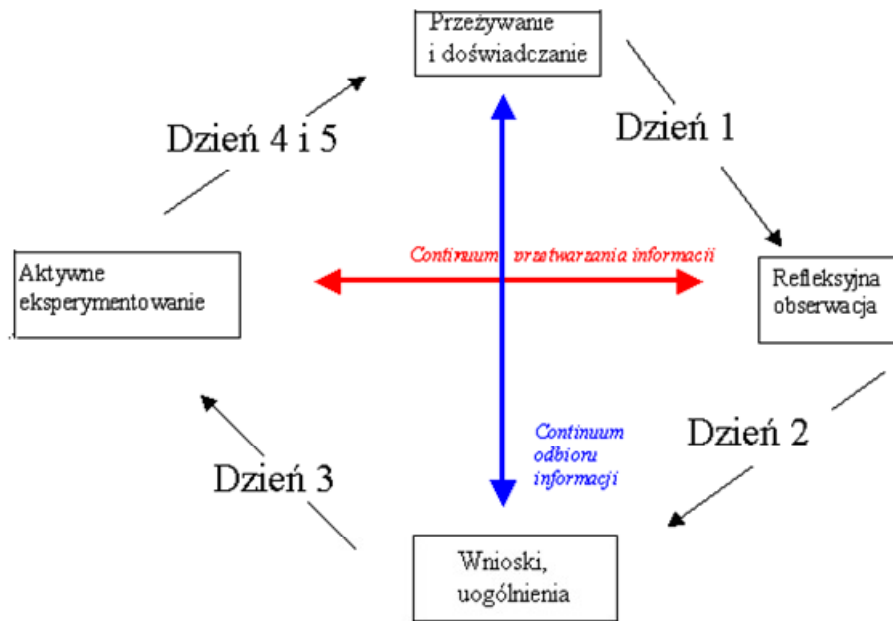 Przeżywanie
i doświadczanie
Dzień 4 i 5
Dzień 1
Continuum przetwarzania informacii
Aktywne
eksperymentowanie
Refleksyjna
obserwacja
Continuum
odbioru
informacji
Dzień 2
Dzień 3
Wnioski,
uogólnienia